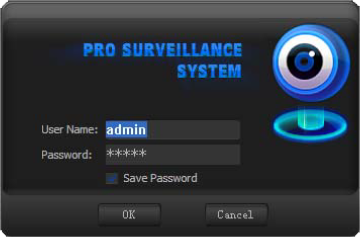 PRO SURVEILLANCE
SYSTEM
User Name: admin
Password: *****
Save Password
OK Cancel